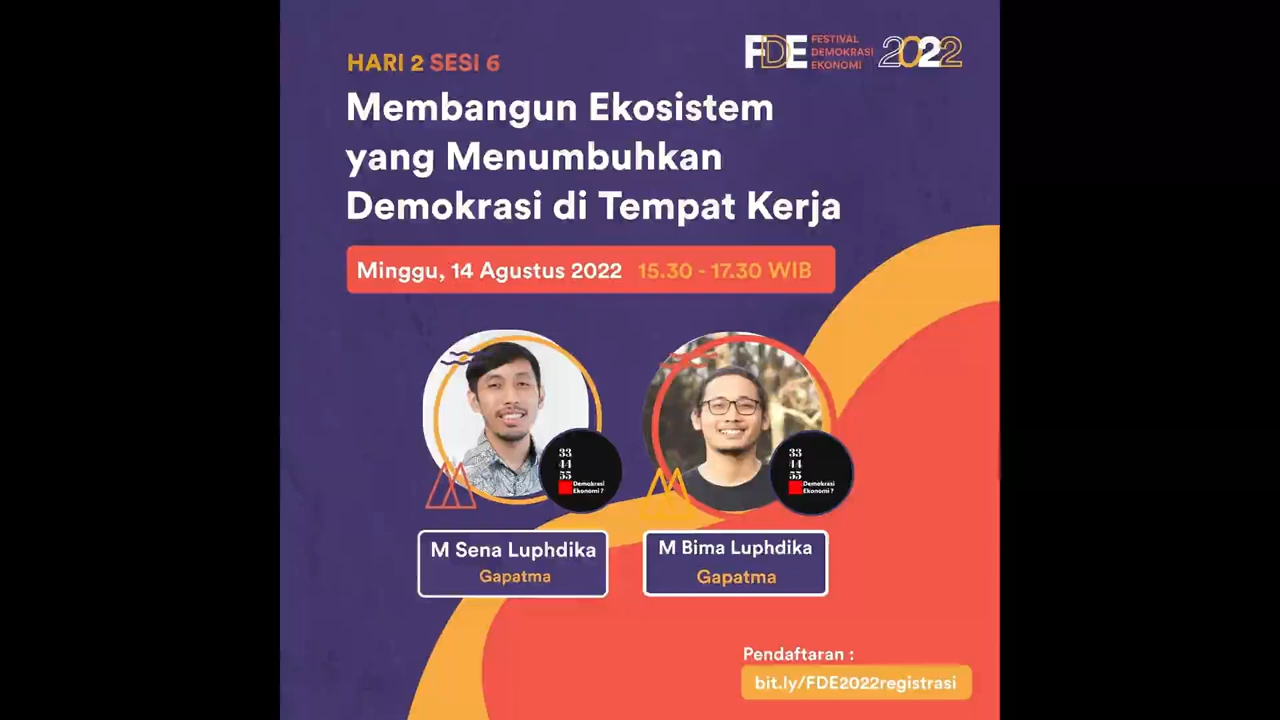 HARI 2 SESI 6
FDE FESTIVAL DEMOKRASI EKONOMI 2022
Membangun Ekosistem
yang Menumbuhkan
Demokrasi di Tempat Kerja
Minggu, 14 Agustus 2022 15.30 - 17.30 WIB
33
44
55
Demokrasi
Ekonomi ?
33
44
55
Demokrasi
Ekonomi ?
M Sena Luphdika
Gapatma
M Bima Luphdika
Gapatma
Pendaftaran :
bit.ly/FDE2022registrasi